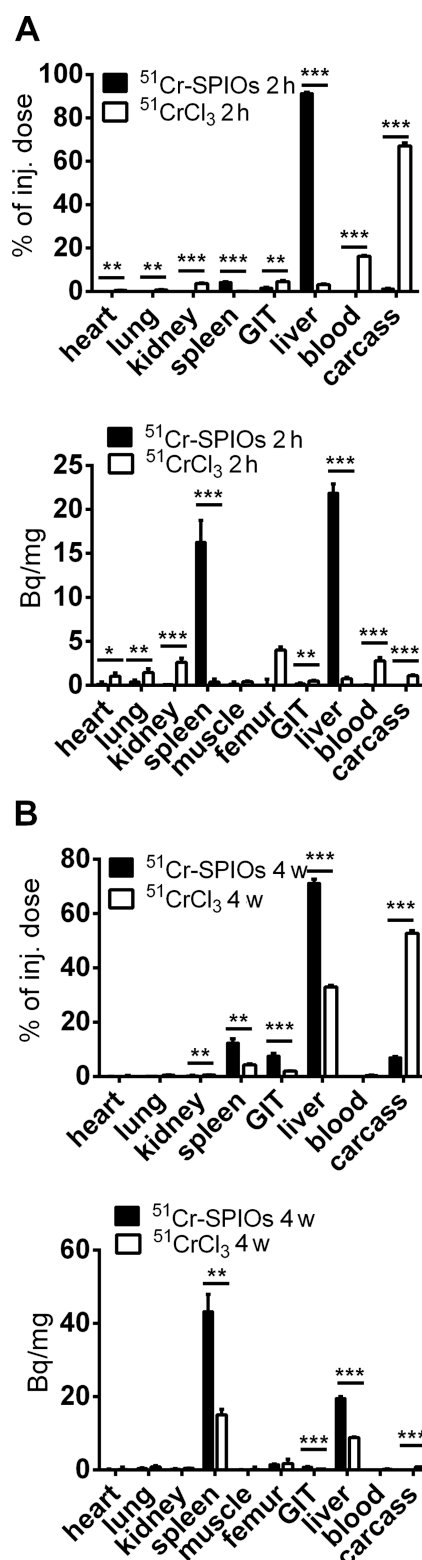 A
⁵¹Cr-SPIOs 2 h
⁵¹CrCl₃ 2 h
% of inj. dose
100
80
60
40
20
0
** ** *** *** ** *** *** ***
heart lung kidney spleen GIT liver blood carcass
⁵¹Cr-SPIOs 2 h
⁵¹CrCl₃ 2 h
Bq/mg
25
20
15
10
5
0
* ** *** *** ** *** *** ***
heart lung kidney spleen muscle femur GIT liver blood carcass
B
⁵¹Cr-SPIOs 4 w
⁵¹CrCl₃ 4 w
% of inj. dose
80
60
40
20
0
** ** *** *** ***
heart lung kidney spleen GIT liver blood carcass
⁵¹Cr-SPIOs 4 w
⁵¹CrCl₃ 4 w
Bq/mg
60
40
20
0
** *** *** ***
heart lung kidney spleen muscle femur GIT liver blood carcass